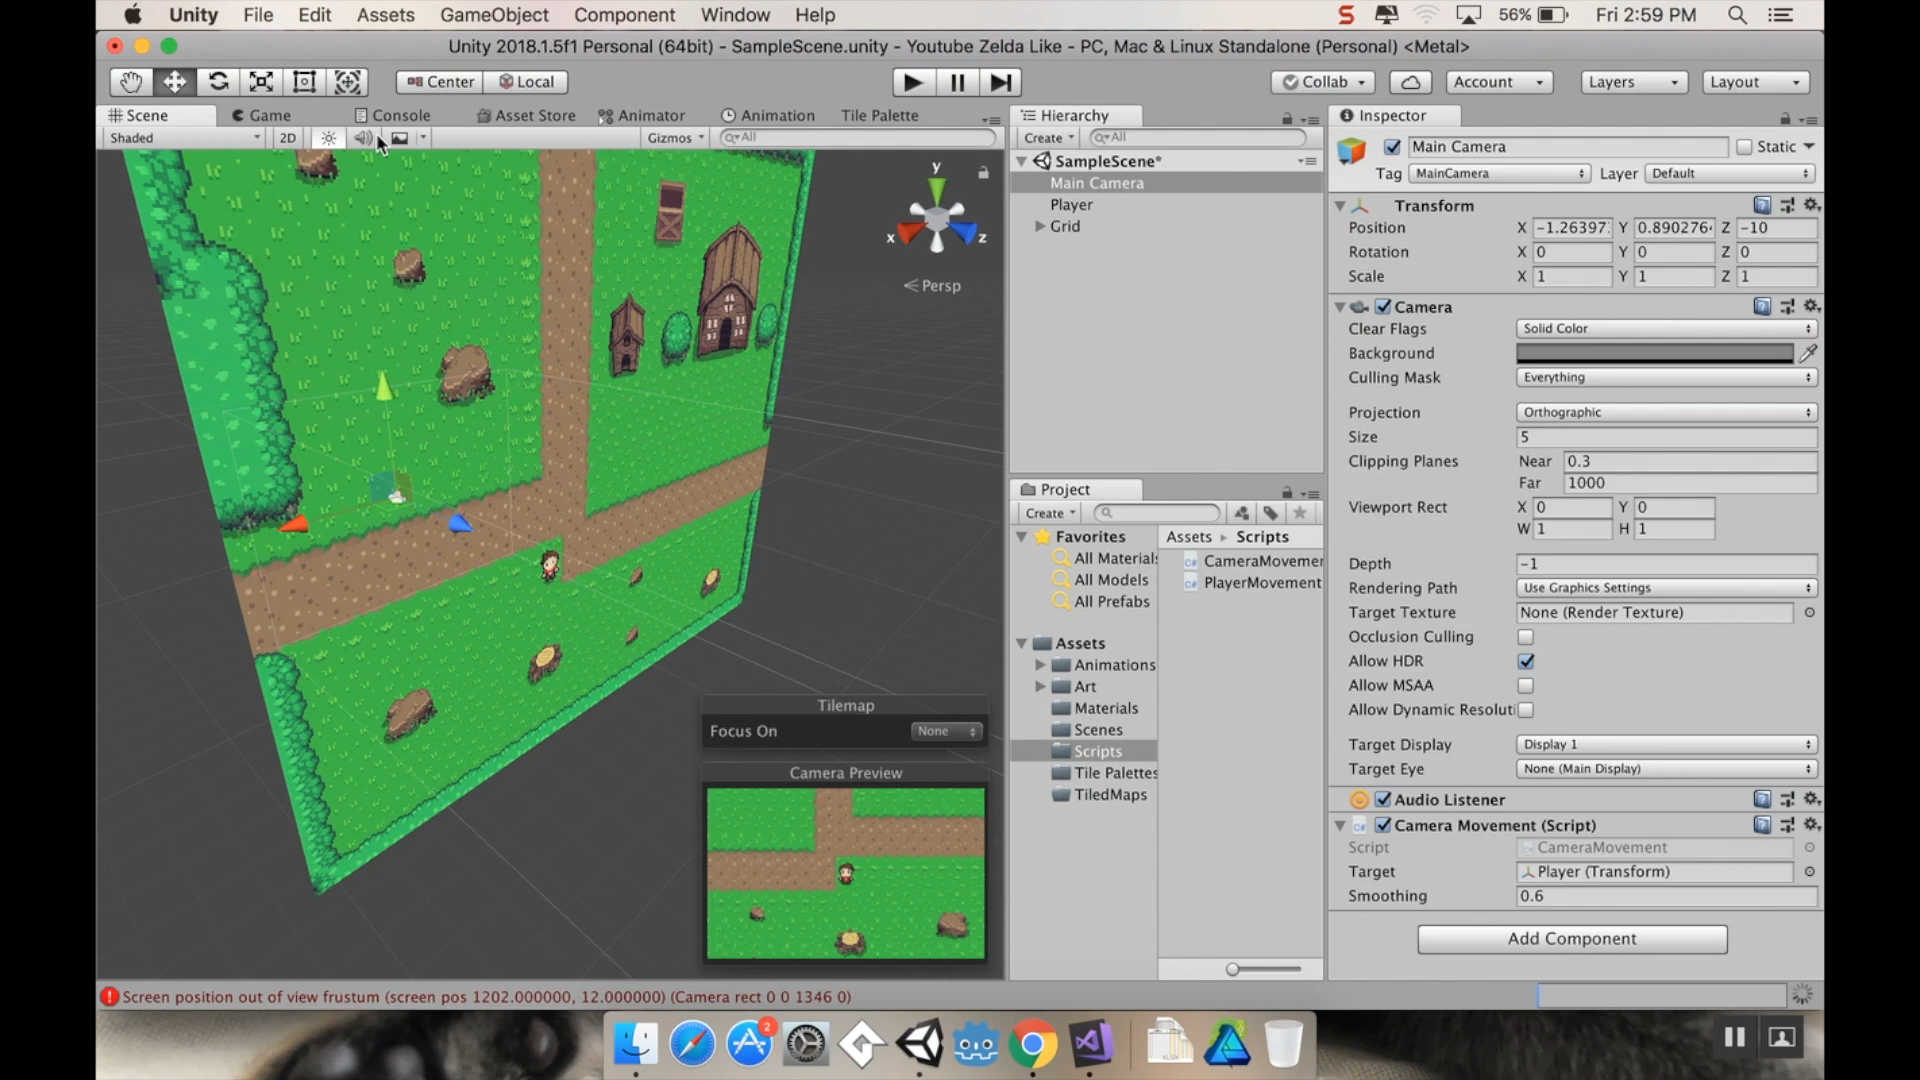 Unity File Edit Assets GameObject Component Window Help 56% Fri 2:59 PM
Unity 2018.1.5f1 Personal (64bit) - SampleScene.unity - Youtube Zelda Like - PC, Mac & Linux Standalone (Personal) <Metal>
Center Local Collab Account Layers Layout
Scene Game Console Asset Store Animator Animation Tile Palette
Shaded 2D Gizmos All
y
x z
Persp
Tilemap
Focus On None
Camera Preview
Hierarchy
Create All
SampleScene*
Main Camera
Player
Grid
Project
Create
Favorites
All Materials
All Models
All Prefabs
Assets
Animations
Art
Materials
Scenes
Scripts
Tile Palettes
TiledMaps
Assets Scripts
CameraMovemen
PlayerMovement
Inspector
Main Camera Static
Tag MainCamera Layer Default
Transform
Position X -1.26397 Y 0.890276 Z -10
Rotation X 0 Y 0 Z 0
Scale X 1 Y 1 Z 1
Camera
Clear Flags Solid Color
Background
Culling Mask Everything
Projection Orthographic
Size 5
Clipping Planes Near 0.3
Far 1000
Viewport Rect X 0 Y 0
W 1 H 1
Depth -1
Rendering Path Use Graphics Settings
Target Texture None (Render Texture)
Occlusion Culling
Allow HDR
Allow MSAA
Allow Dynamic Resoluti
Target Display Display 1
Target Eye None (Main Display)
Audio Listener
Camera Movement (Script)
Script CameraMovement
Target Player (Transform)
Smoothing 0.6
Add Component
Screen position out of view frustum (screen pos 1202.000000, 12.000000) (Camera rect 0 0 1346 0)
2
XLSX